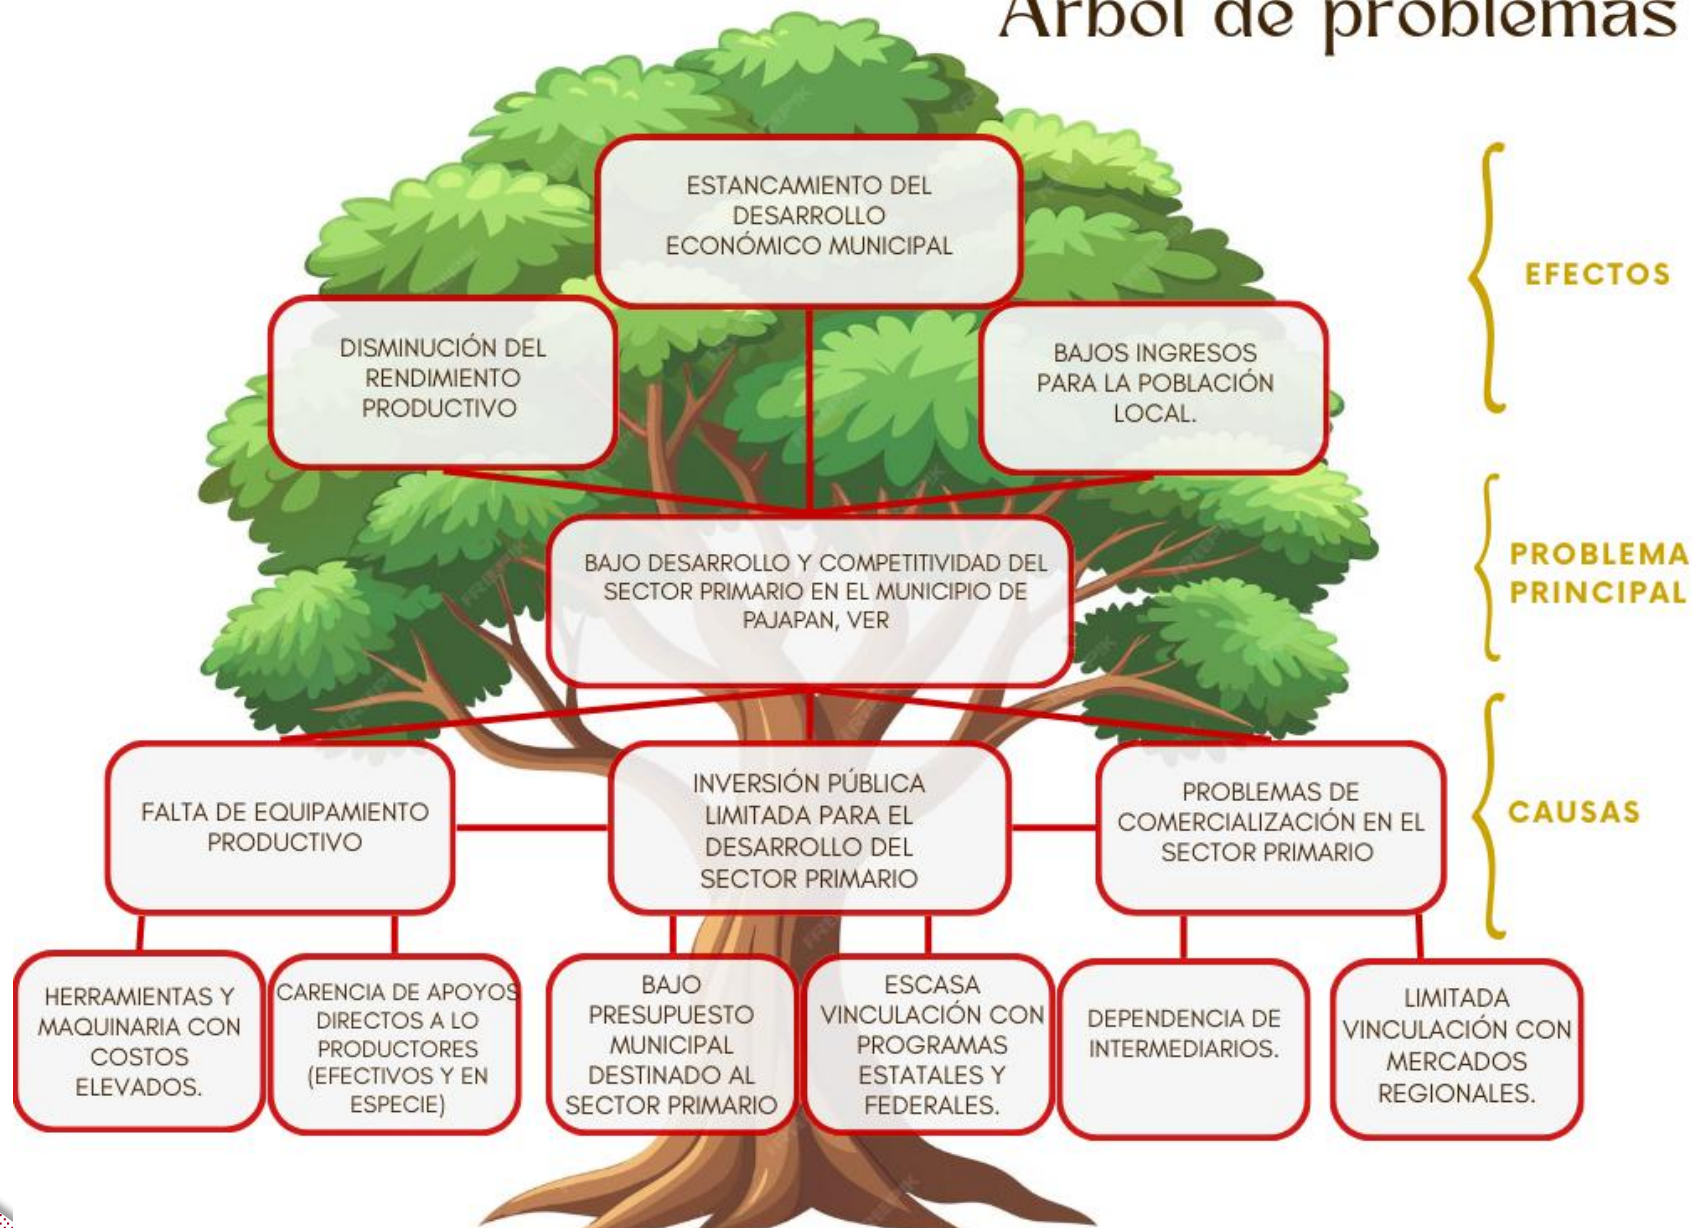 Árbol de problemas
ESTANCAMIENTO DEL
DESARROLLO
ECONÓMICO MUNICIPAL
EFECTOS
DISMINUCIÓN DEL
RENDIMIENTO
PRODUCTIVO
BAJOS INGRESOS
PARA LA POBLACIÓN
LOCAL.
BAJO DESARROLLO Y COMPETITIVIDAD DEL
SECTOR PRIMARIO EN EL MUNICIPIO DE
PAJAPAN, VER
PROBLEMA
PRINCIPAL
FALTA DE EQUIPAMIENTO
PRODUCTIVO
INVERSIÓN PÚBLICA
LIMITADA PARA EL
DESARROLLO DEL
SECTOR PRIMARIO
PROBLEMAS DE
COMERCIALIZACIÓN EN EL
SECTOR PRIMARIO
CAUSAS
HERRAMIENTAS Y
MAQUINARIA CON
COSTOS
ELEVADOS.
CARENCIA DE APOYOS
DIRECTOS A LO
PRODUCTORES
(EFECTIVOS Y EN
ESPECIE)
BAJO
PRESUPUESTO
MUNICIPAL
DESTINADO AL
SECTOR PRIMARIO
ESCASA
VINCULACIÓN CON
PROGRAMAS
ESTATALES Y
FEDERALES.
DEPENDENCIA DE
INTERMEDIARIOS.
LIMITADA
VINCULACIÓN CON
MERCADOS
REGIONALES.